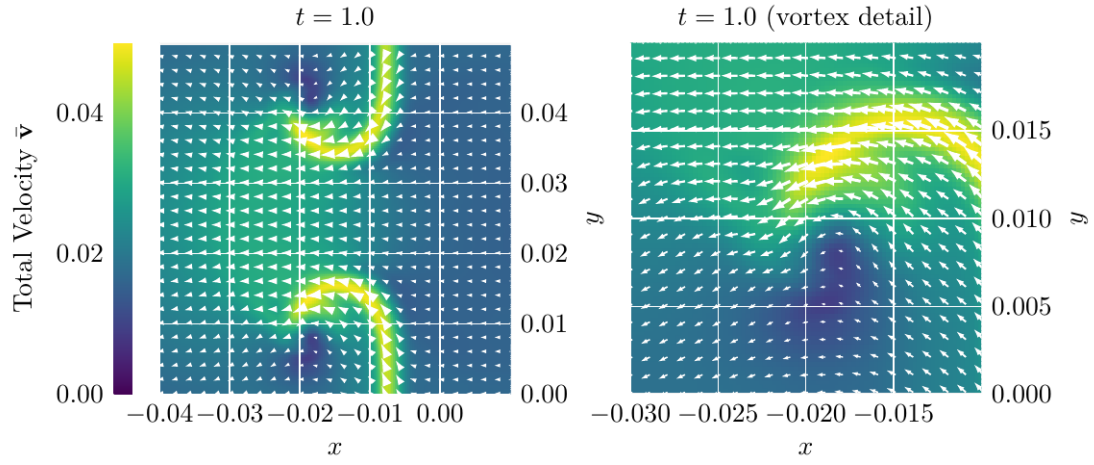 t = 1.0
Total Velocity v̄
0.04
0.02
0.00
0.04
0.03
0.02
0.01
0.00
y
−0.04 −0.03 −0.02 −0.01 0.00
x
t = 1.0 (vortex detail)
0.015
0.010
0.005
0.000
y
−0.030 −0.025 −0.020 −0.015
x